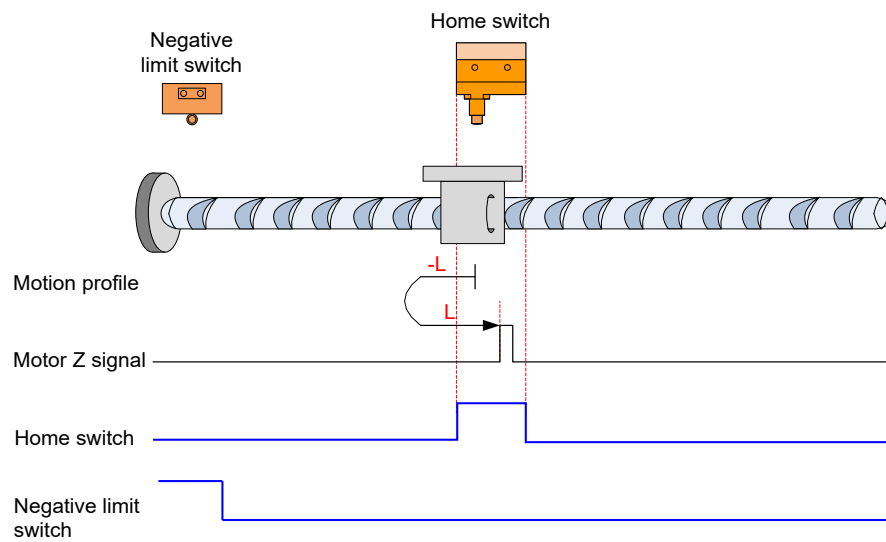 Home switch
Negative
limit switch
-L
Motion profile
L
Motor Z signal
Home switch
Negative limit
switch